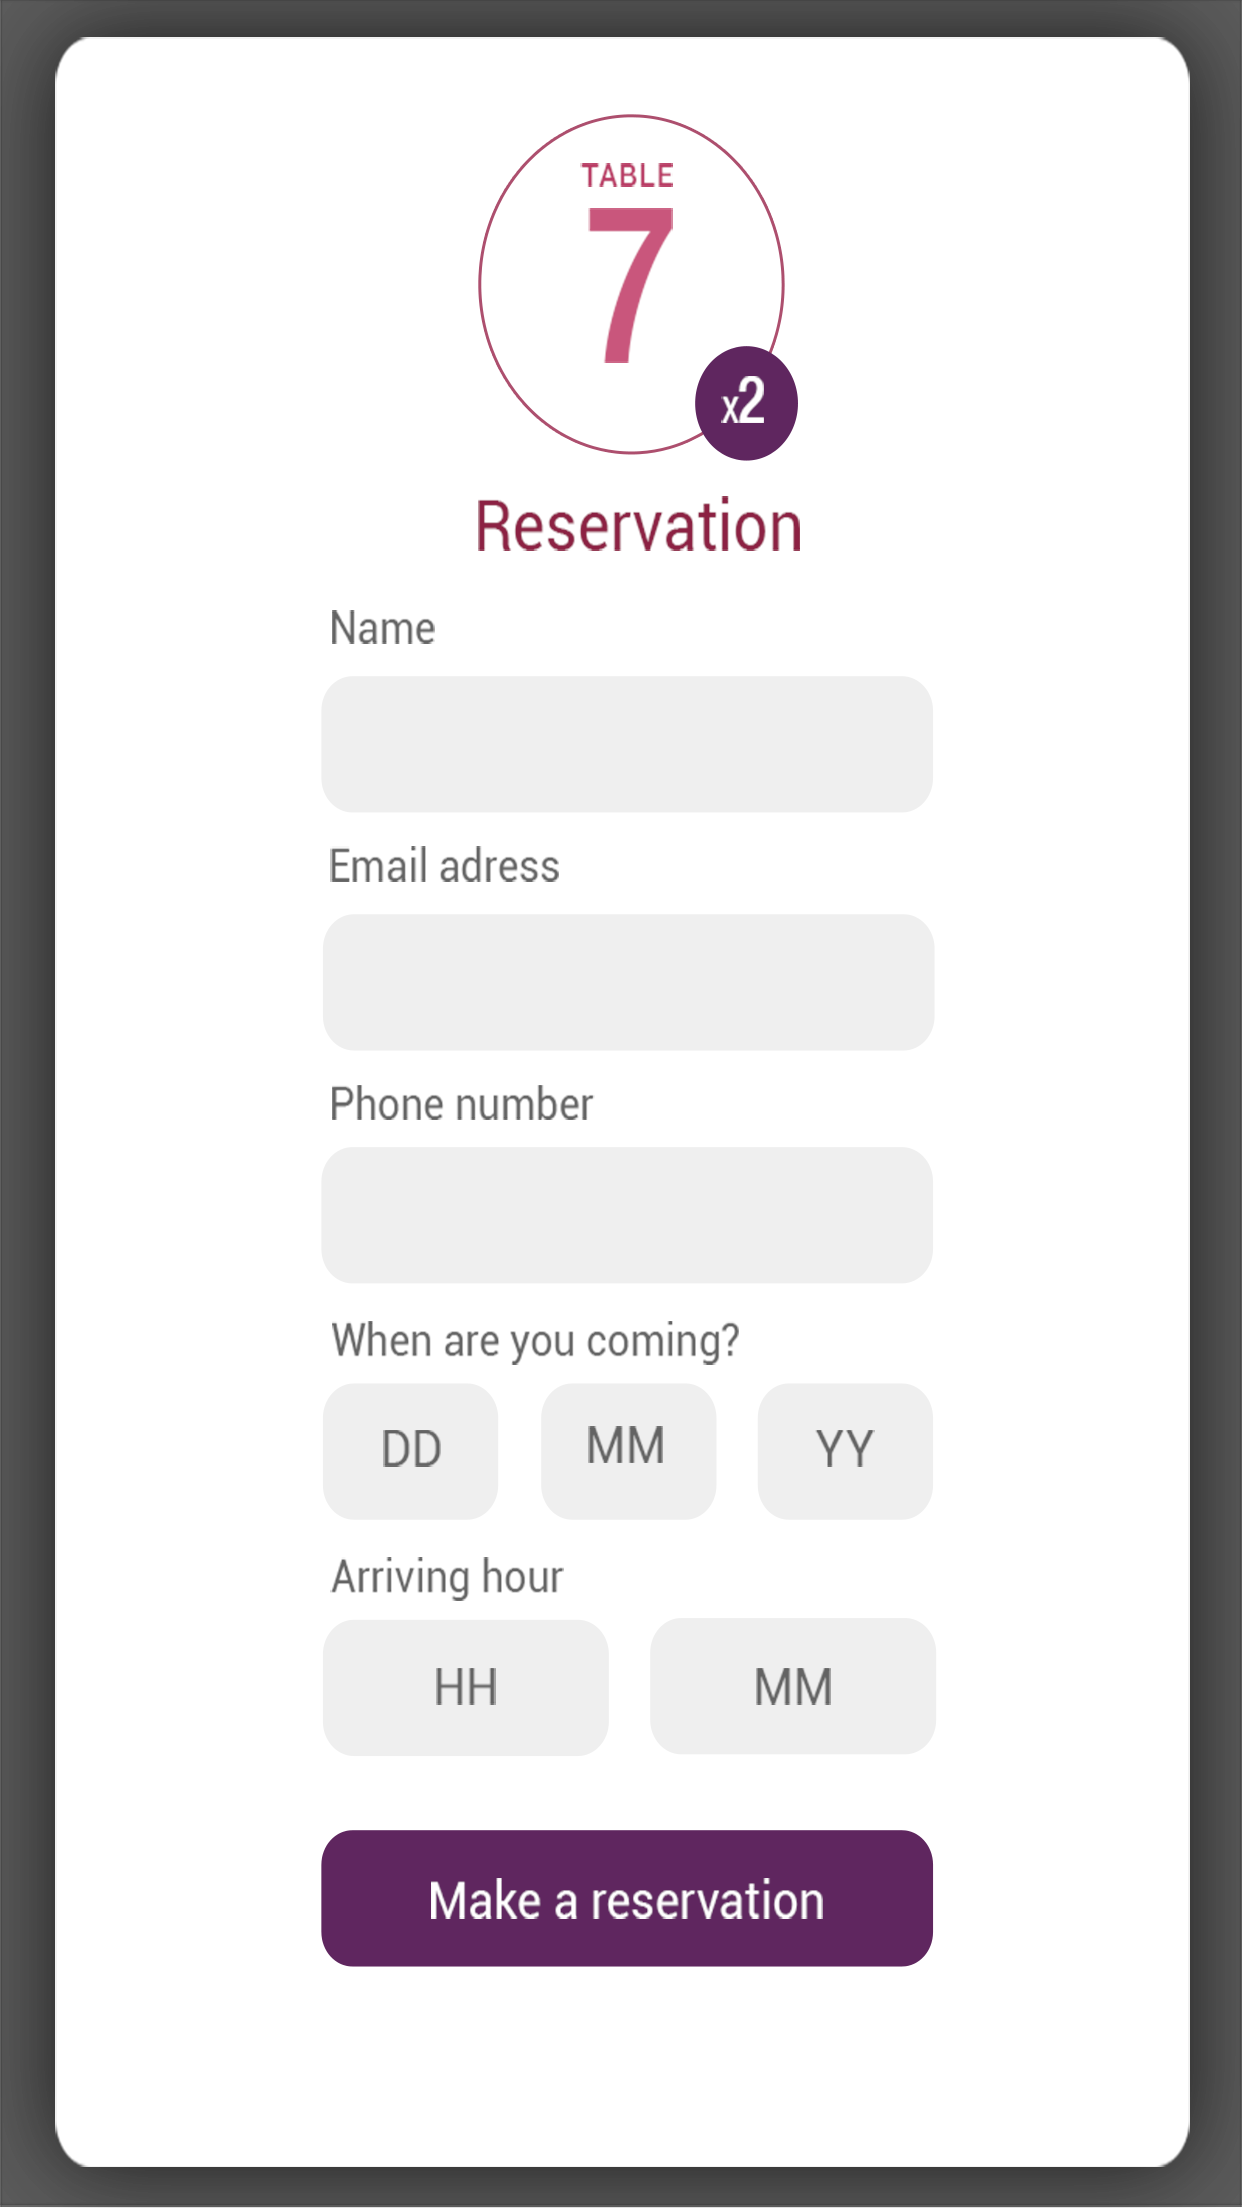 TABLE
7
x2
Reservation
Name
Email adress
Phone number
When are you coming?
DD MM YY
Arriving hour
HH MM
Make a reservation